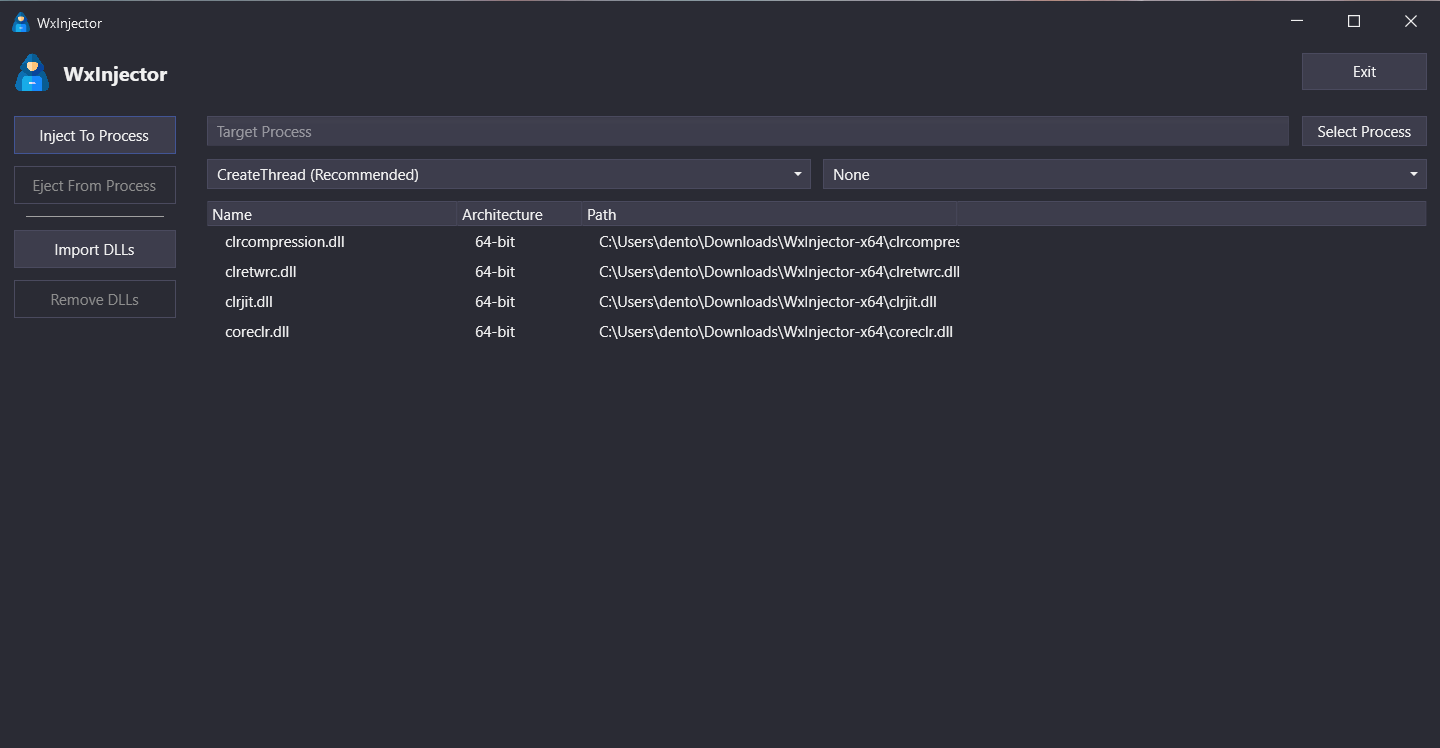 WxInjector
WxInjector
Exit
Inject To Process
Target Process
Select Process
Eject From Process
CreateThread (Recommended)
None
Import DLLs
Remove DLLs
Name Architecture Path
clrcompression.dll 64-bit C:\Users\dento\Downloads\WxInjector-x64\clrcompres
clretwrc.dll 64-bit C:\Users\dento\Downloads\WxInjector-x64\clretwrc.dll
clrjit.dll 64-bit C:\Users\dento\Downloads\WxInjector-x64\clrjit.dll
coreclr.dll 64-bit C:\Users\dento\Downloads\WxInjector-x64\coreclr.dll